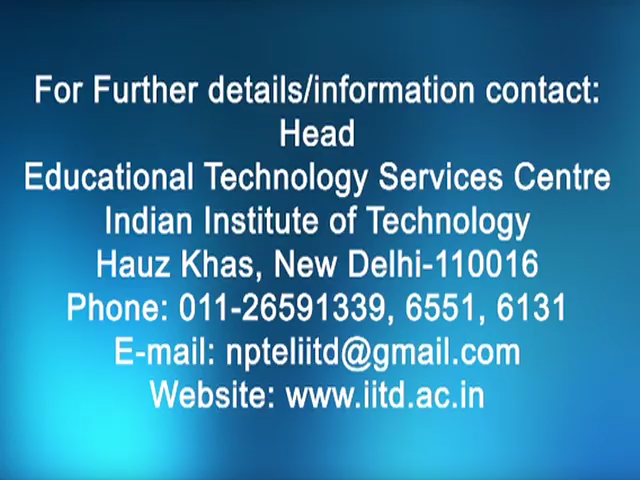 For Further details/information contact:
Head
Educational Technology Services Centre
Indian Institute of Technology
Hauz Khas, New Delhi-110016
Phone: 011-26591339, 6551, 6131
E-mail: npteliitd@gmail.com
Website: www.iitd.ac.in